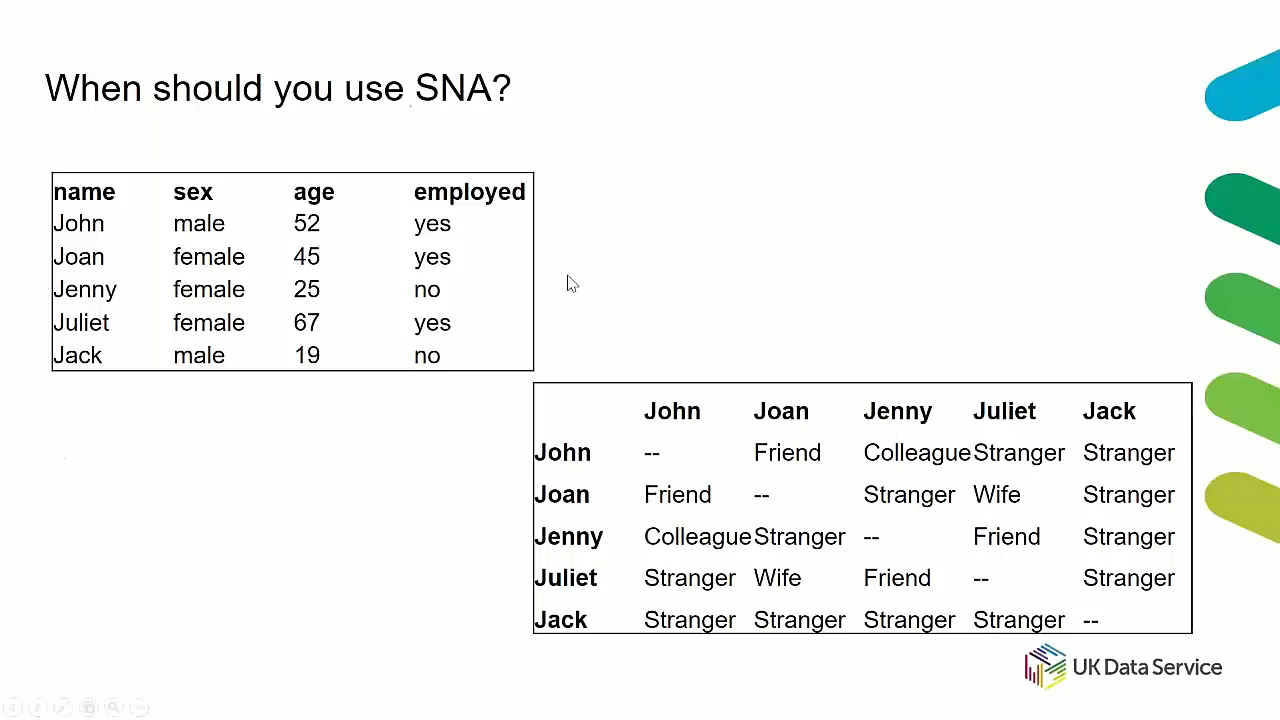 When should you use SNA?
name sex age employed
John male 52 yes
Joan female 45 yes
Jenny female 25 no
Juliet female 67 yes
Jack male 19 no
John Joan Jenny Juliet Jack
John -- Friend Colleague Stranger Stranger
Joan Friend -- Stranger Wife Stranger
Jenny Colleague Stranger -- Friend Stranger
Juliet Stranger Wife Friend -- Stranger
Jack Stranger Stranger Stranger Stranger --
UK Data Service